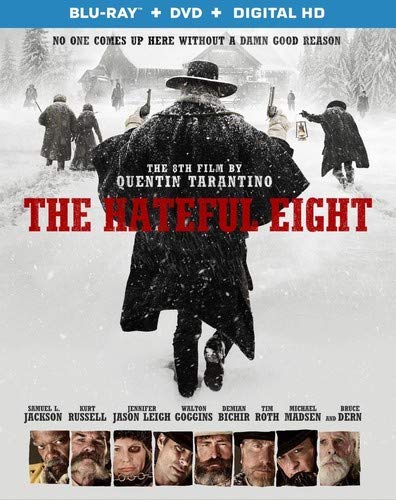 BLU-RAY™ + DVD + DIGITAL HD
NO ONE COMES UP HERE WITHOUT A DAMN GOOD REASON
THE 8TH FILM BY
QUENTIN TARANTINO
THE HATEFUL EIGHT
SAMUEL L. JACKSON
KURT RUSSELL
JENNIFER JASON LEIGH
WALTON GOGGINS
DEMIAN BICHIR
TIM ROTH
MICHAEL MADSEN
AND BRUCE DERN